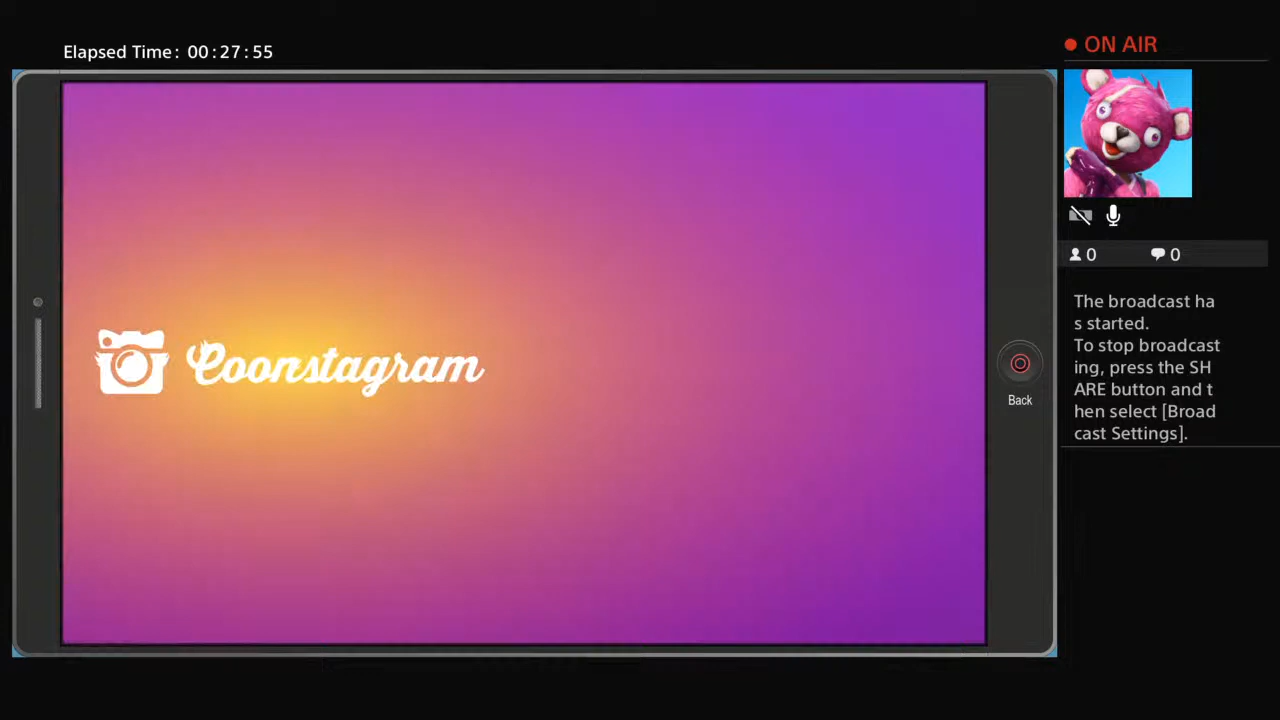 Elapsed Time: 00:27:55
ON AIR
0
0
The broadcast ha
s started.
To stop broadcast
ing, press the SH
ARE button and t
hen select [Broad
cast Settings].
Coonstagram
Back